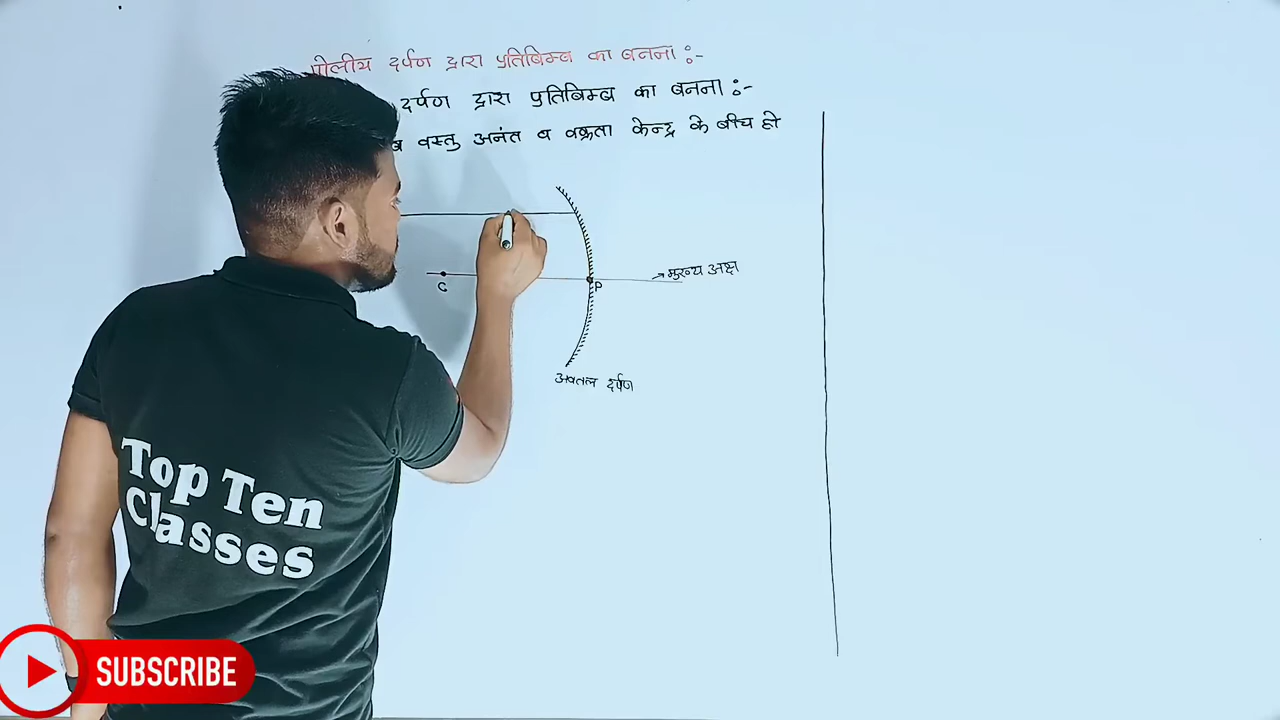 दर्पण द्वारा प्रतिबिम्ब का बनना :-
दर्पण द्वारा प्रतिबिम्ब का बनना :-
वस्तु अनंत व वक्रता केन्द्र के बीच हो
मुख्य अक्ष
C
P
अवतल दर्पण
Top Ten
Classes
SUBSCRIBE